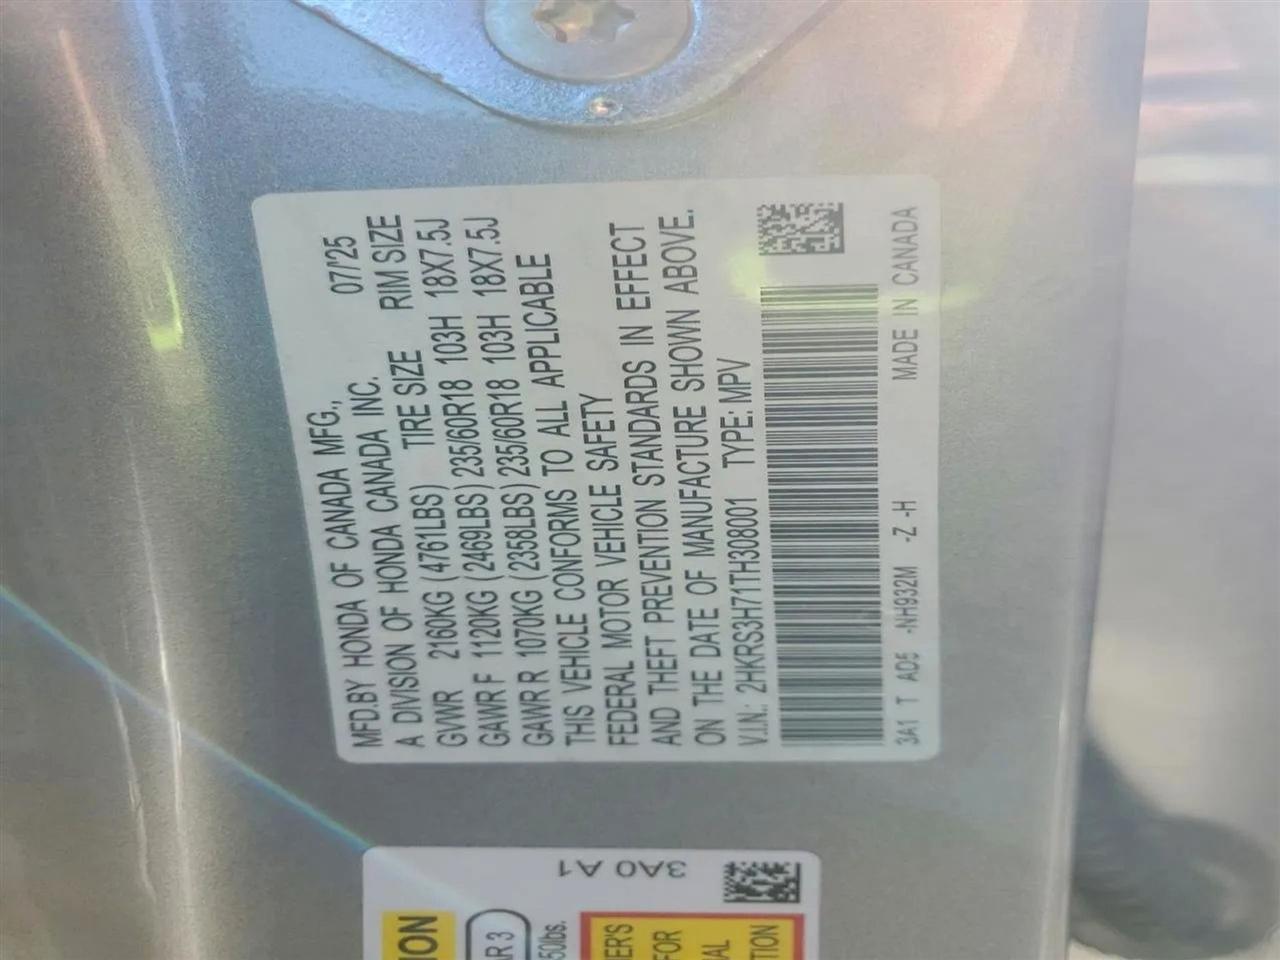 MFD.BY HONDA OF CANADA MFG., 07/'25
A DIVISION OF HONDA CANADA INC.
TIRE SIZE RIM SIZE
GVWR 2160KG (4761LBS)
GAWR F 1120KG (2469LBS) 235/60R18 103H 18X7.5J
GAWR R 1070KG (2358LBS) 235/60R18 103H 18X7.5J
THIS VEHICLE CONFORMS TO ALL APPLICABLE
FEDERAL MOTOR VEHICLE SAFETY
AND THEFT PREVENTION STANDARDS IN EFFECT
ON THE DATE OF MANUFACTURE SHOWN ABOVE.
V.I.N.: 2HKRS3H71TH308001 TYPE: MPV
3A1 T AD5 -NH932M -Z -H MADE IN CANADA
3A0 A1